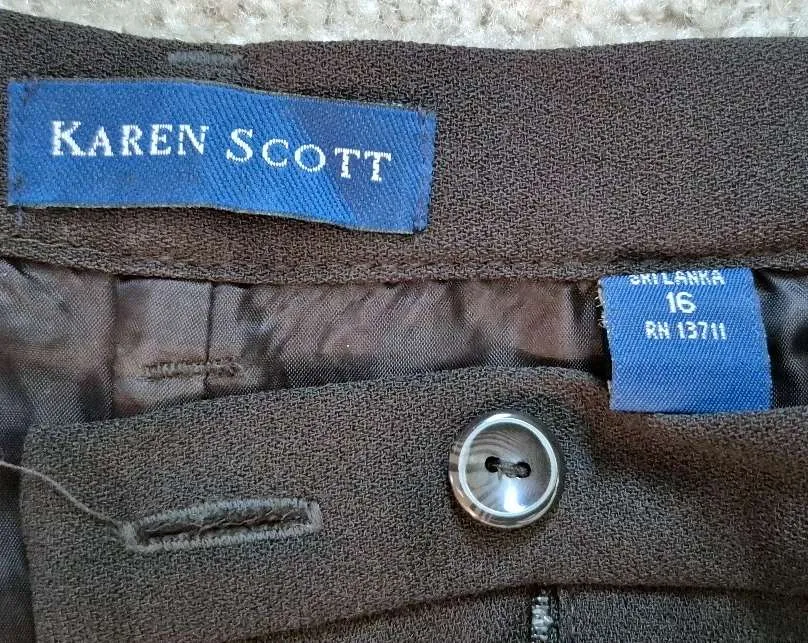 KAREN SCOTT
SRI LANKA
16
RN 13711